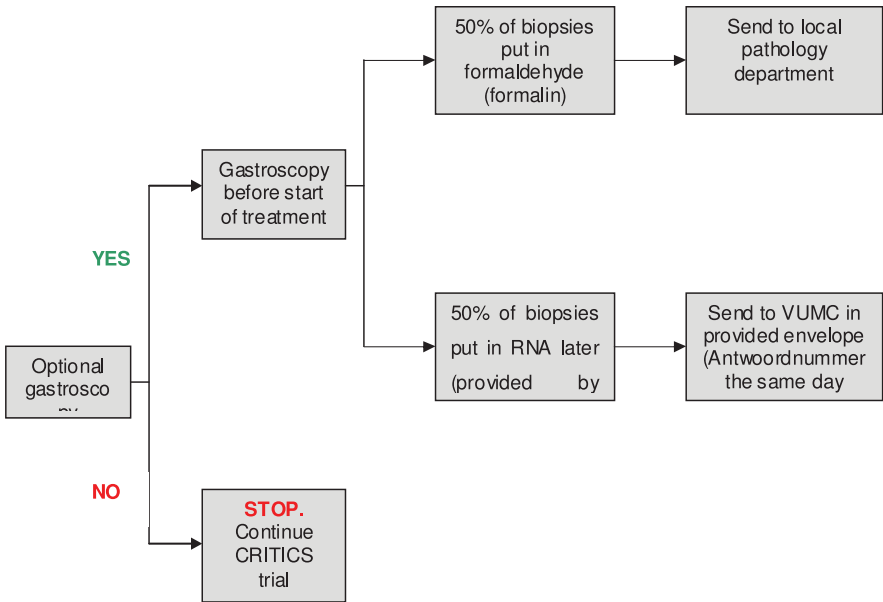 50% of biopsies
put in
formaldehyde
(formalin)
Send to local
pathology
department
Gastroscopy
before start
of treatment
YES
50% of biopsies
put in RNA later
(provided by
Send to VUMC in
provided envelope
(Antwoordnummer
the same day
Optional
gastrosco
NO
STOP.
Continue
CRITICS
trial